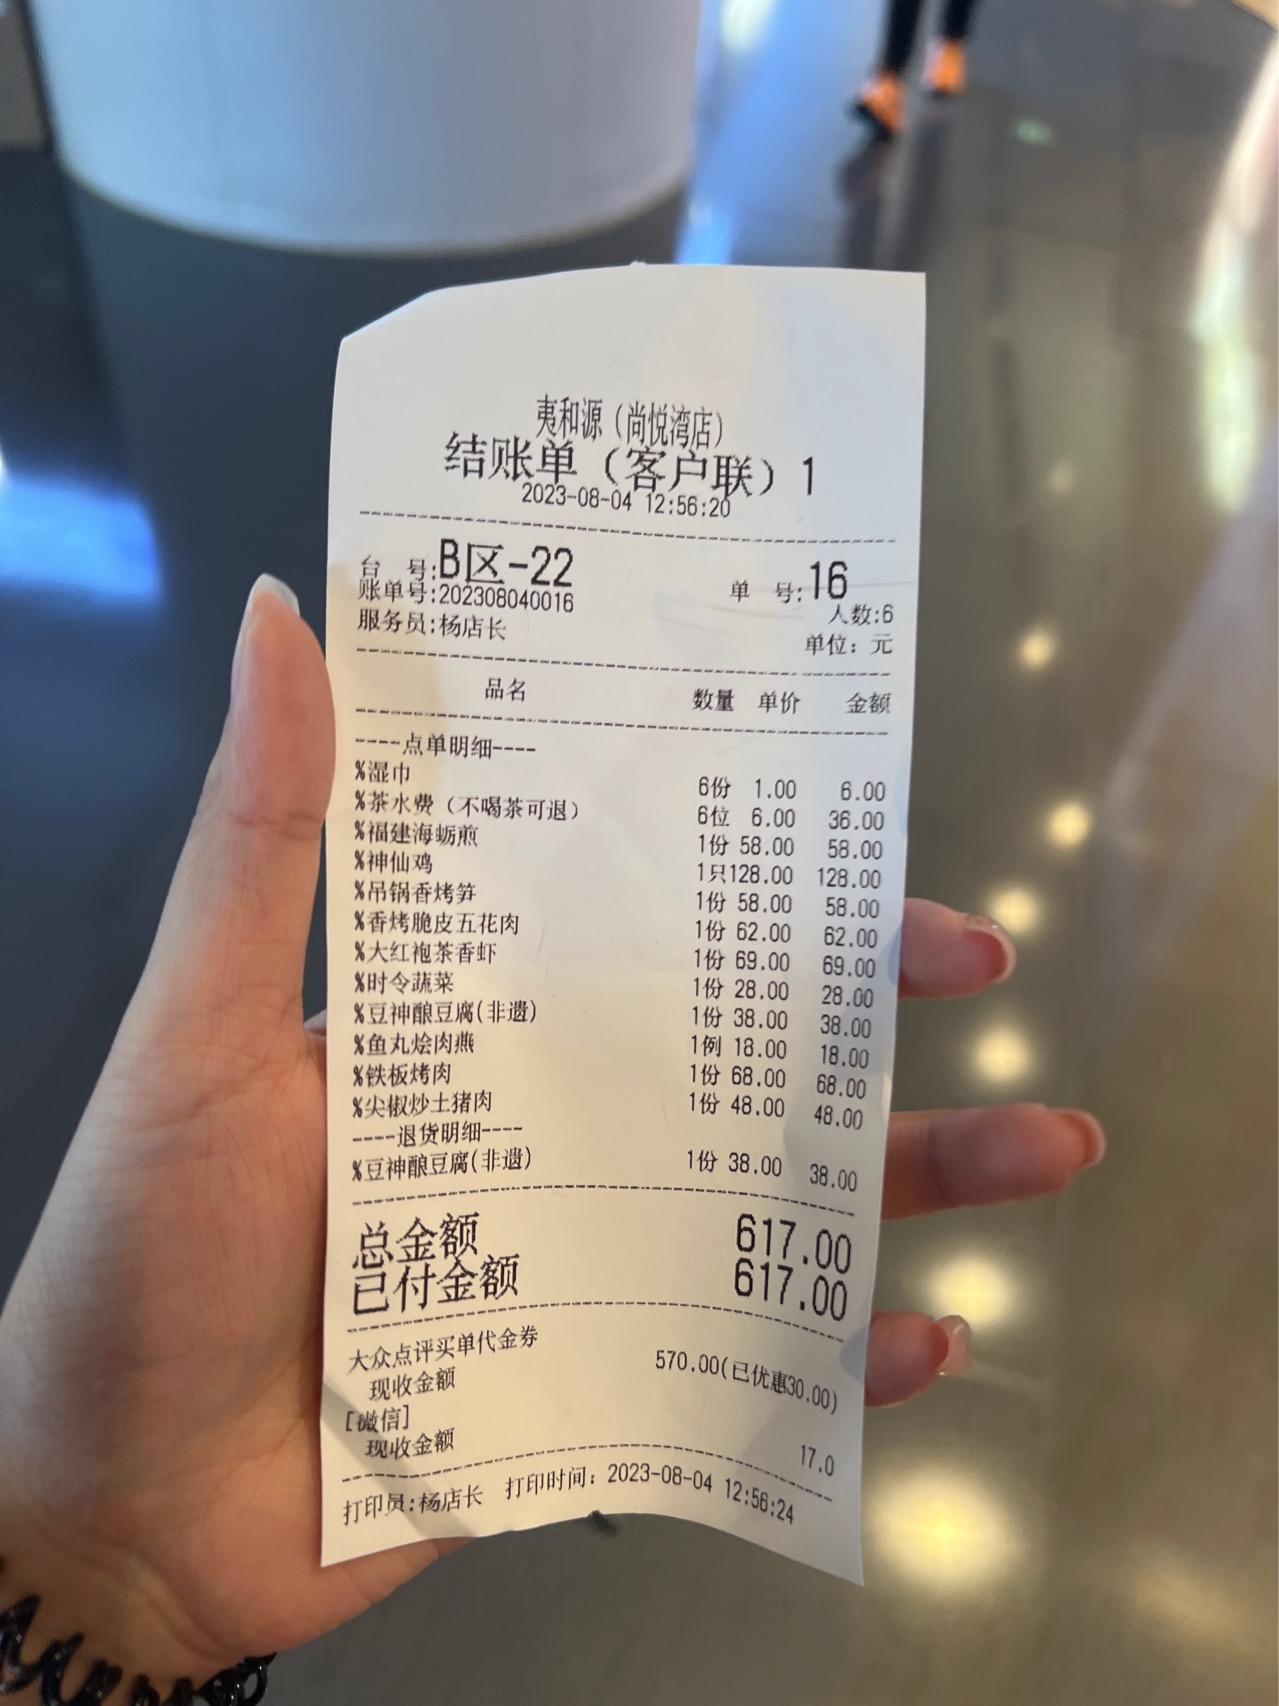 夷和源（尚悦湾店）
结账单（客户联）1
2023-08-04 12:56:20
台 号:B区-22 单 号:16
账单号:202308040016 人数:6
服务员:杨店长 单位：元
品名 数量 单价 金额
----点单明细----
%湿巾 6份 1.00 6.00
%茶水费（不喝茶可退） 6位 6.00 36.00
%福建海蛎煎 1份 58.00 58.00
%神仙鸡 1只128.00 128.00
%吊锅香烤笋 1份 58.00 58.00
%香烤脆皮五花肉 1份 62.00 62.00
%大红袍茶香虾 1份 69.00 69.00
%时令蔬菜 1份 28.00 28.00
%豆神酿豆腐(非遗) 1份 38.00 38.00
%鱼丸烩肉燕 1例 18.00 18.00
%铁板烤肉 1份 68.00 68.00
%尖椒炒土猪肉 1份 48.00 48.00
----退货明细----
%豆神酿豆腐(非遗) 1份 38.00 38.00
总金额 617.00
已付金额 617.00
大众点评买单代金券
现收金额 570.00(已优惠30.00)
[微信]
现收金额 17.0
打印员:杨店长 打印时间：2023-08-04 12:56:24